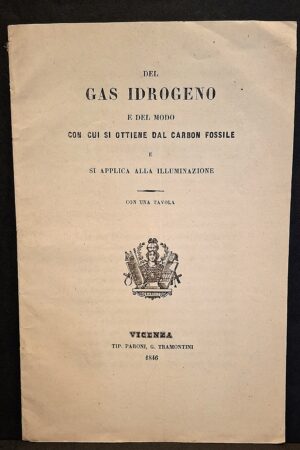 DEL
GAS IDROGENO
E DEL MODO
CON CUI SI OTTIENE DAL CARBON FOSSILE
E
SI APPLICA ALLA ILLUMINAZIONE
CON UNA TAVOLA
VICENZA
TIP. PARONI, G. TRAMONTINI
1846